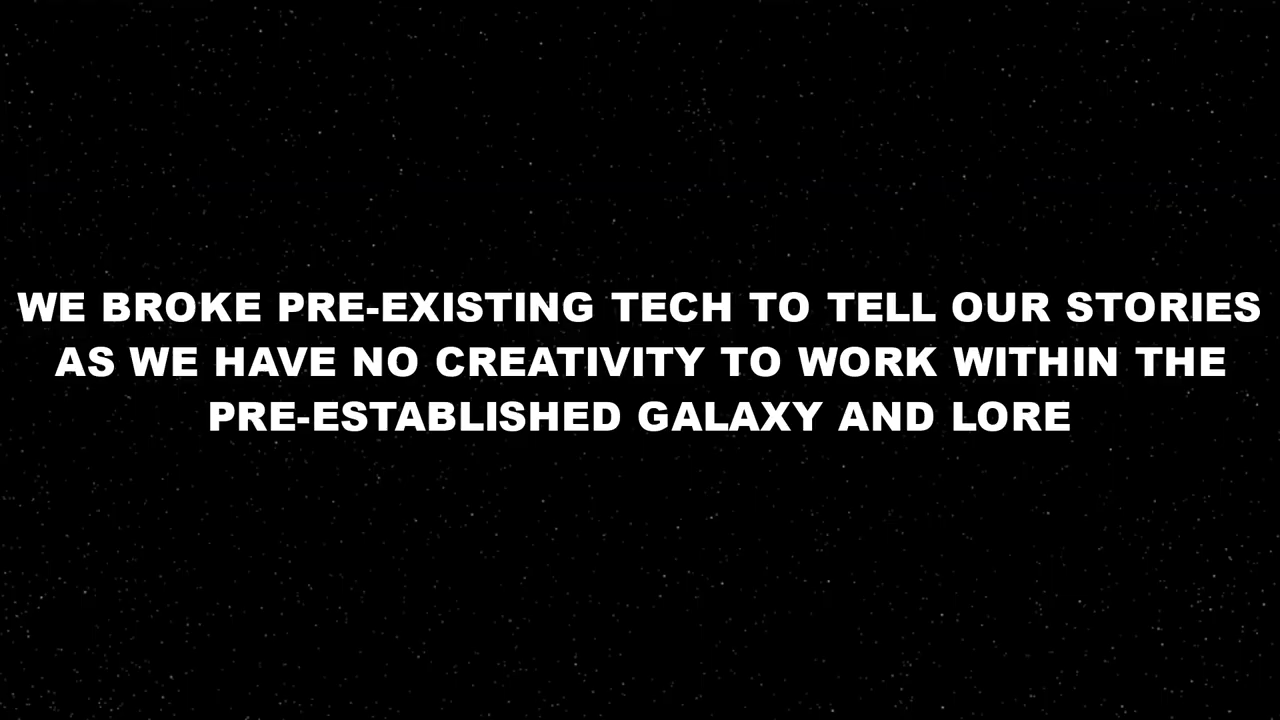 WE BROKE PRE-EXISTING TECH TO TELL OUR STORIES
AS WE HAVE NO CREATIVITY TO WORK WITHIN THE
PRE-ESTABLISHED GALAXY AND LORE